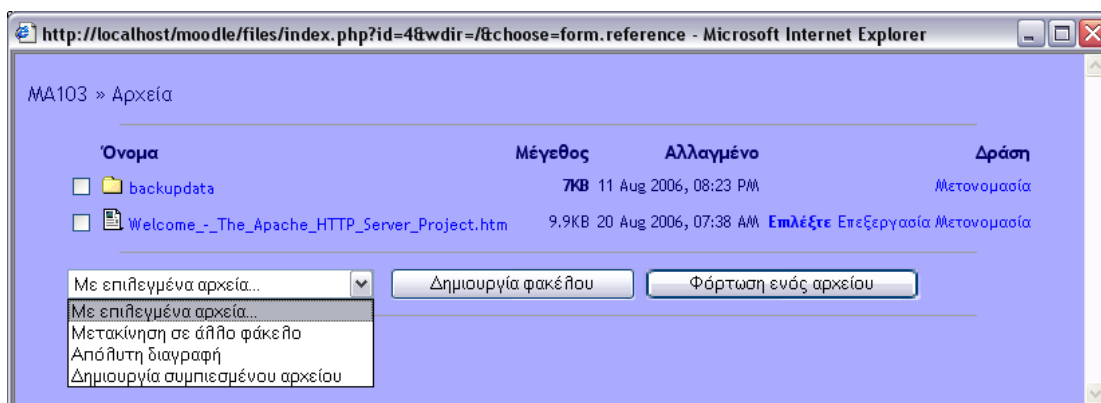 http://localhost/moodle/files/index.php?id=4&wdir=/&choose=form.reference - Microsoft Internet Explorer
MA103 » Αρχεία
Όνομα Μέγεθος Αλλαγμένο Δράση
backupdata 7KB 11 Aug 2006, 08:23 PM Μετονομασία
Welcome_-_The_Apache_HTTP_Server_Project.htm 9.9KB 20 Aug 2006, 07:38 AM Επιλέξτε Επεξεργασία Μετονομασία
Με επιλεγμένα αρχεία... Δημιουργία φακέλου Φόρτωση ενός αρχείου
Με επιλεγμένα αρχεία...
Μετακίνηση σε άλλο φάκελο
Απόλυτη διαγραφή
Δημιουργία συμπιεσμένου αρχείου